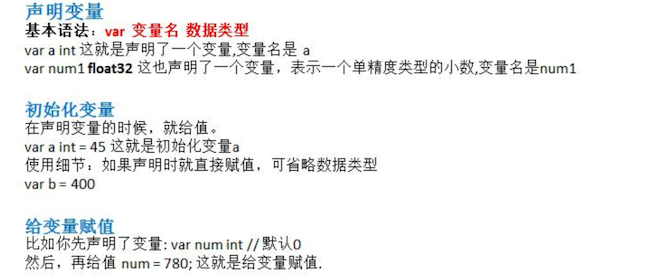 声明变量
基本语法：var 变量名 数据类型
var a int 这就是声明了一个变量,变量名是 a
var num1 float32 这也声明了一个变量，表示一个单精度类型的小数,变量名是num1
初始化变量
在声明变量的时候，就给值。
var a int = 45 这就是初始化变量a
使用细节：如果声明时就直接赋值，可省略数据类型
var b = 400
给变量赋值
比如你先声明了变量: var num int // 默认0
然后，再给值 num = 780; 这就是给变量赋值.